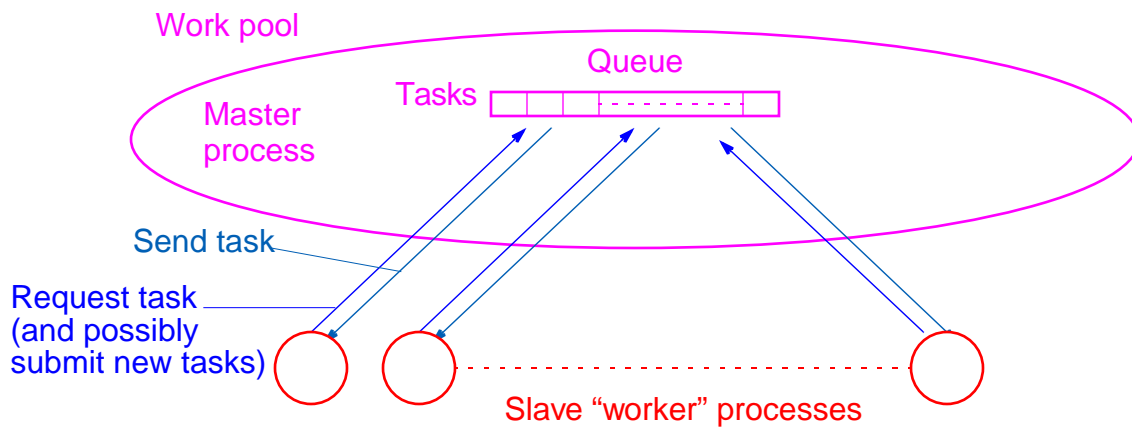 Work pool
Queue
Tasks
Master
process
Send task
Request task
(and possibly
submit new tasks)
Slave “worker” processes